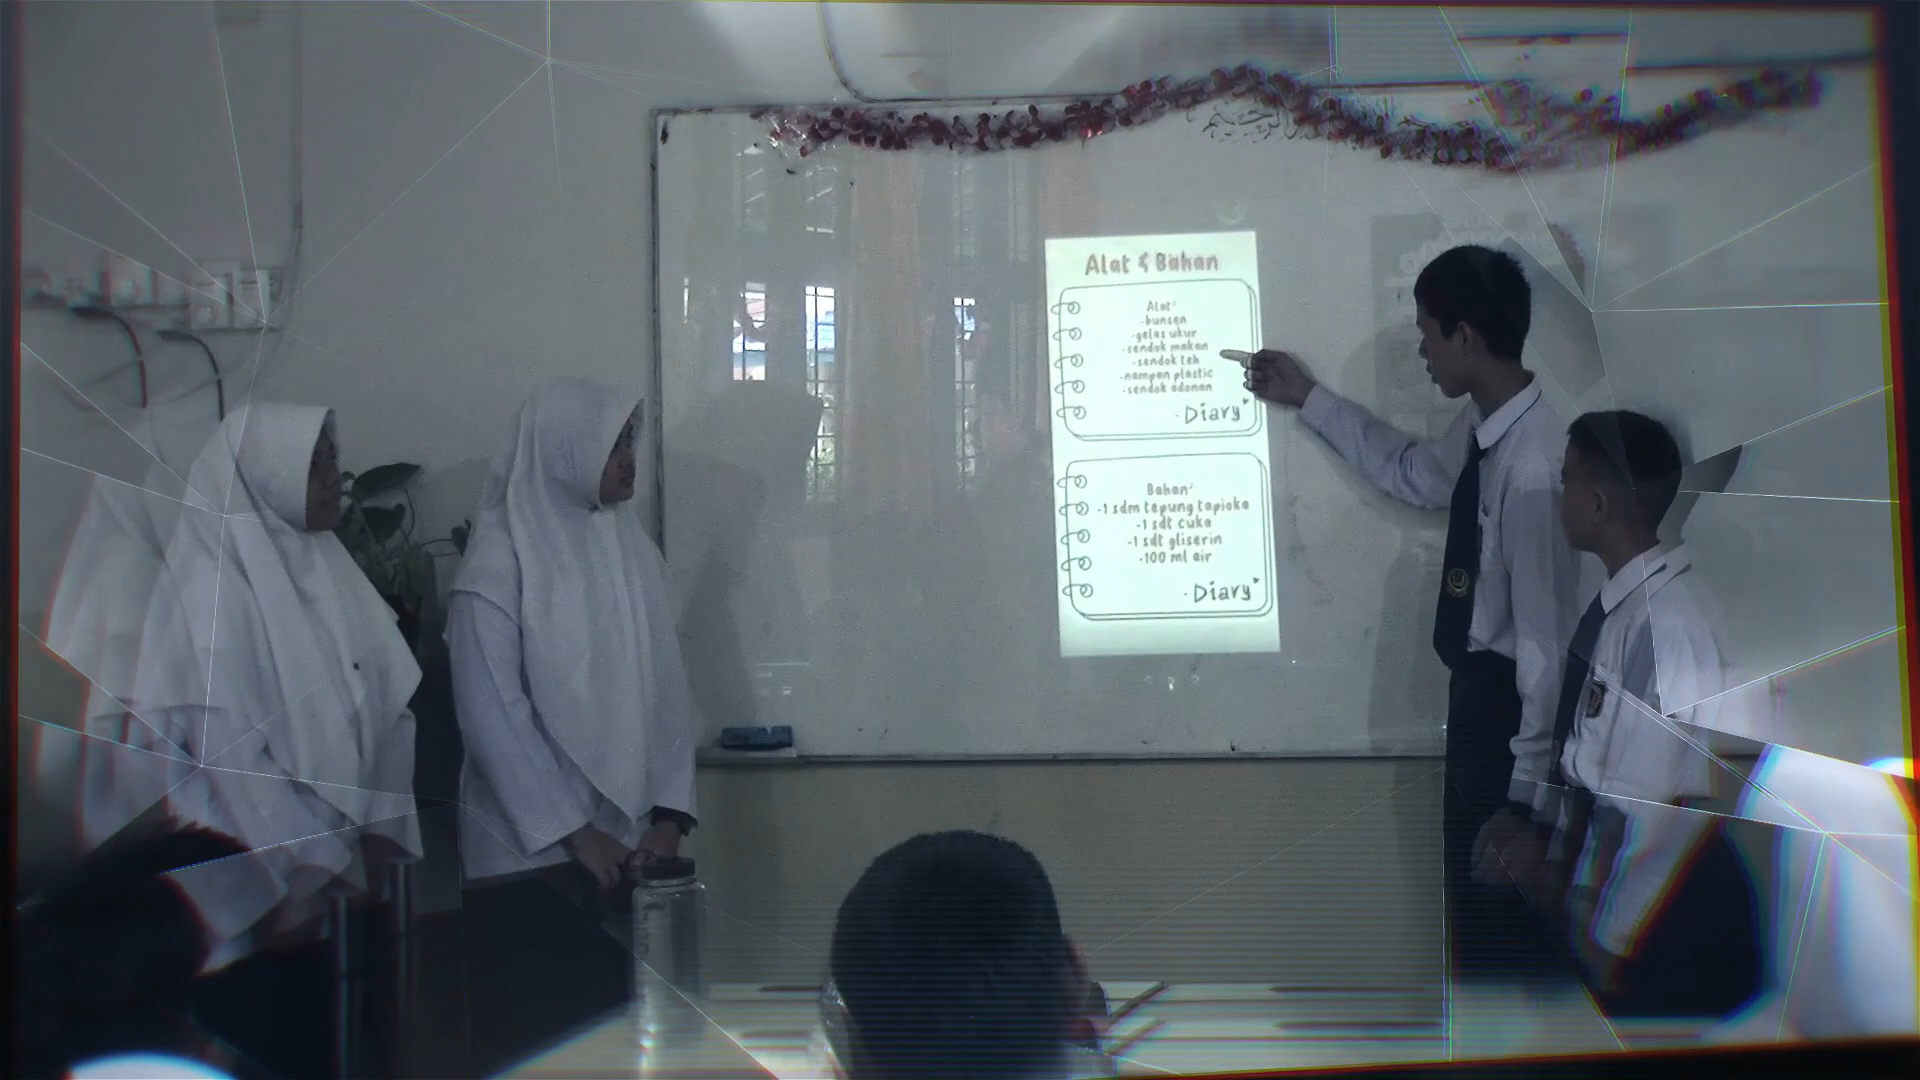 Alat & Bahan
Alat²
-bunsen
-gelas ukur
-sendok makan
-sendok teh
-nampan plastic
-sendok adonan
- Diary
Bahan²
-1 sdm tepung tapioka
-1 sdt cuka
-1 sdt gliserin
-100 ml air
- Diary